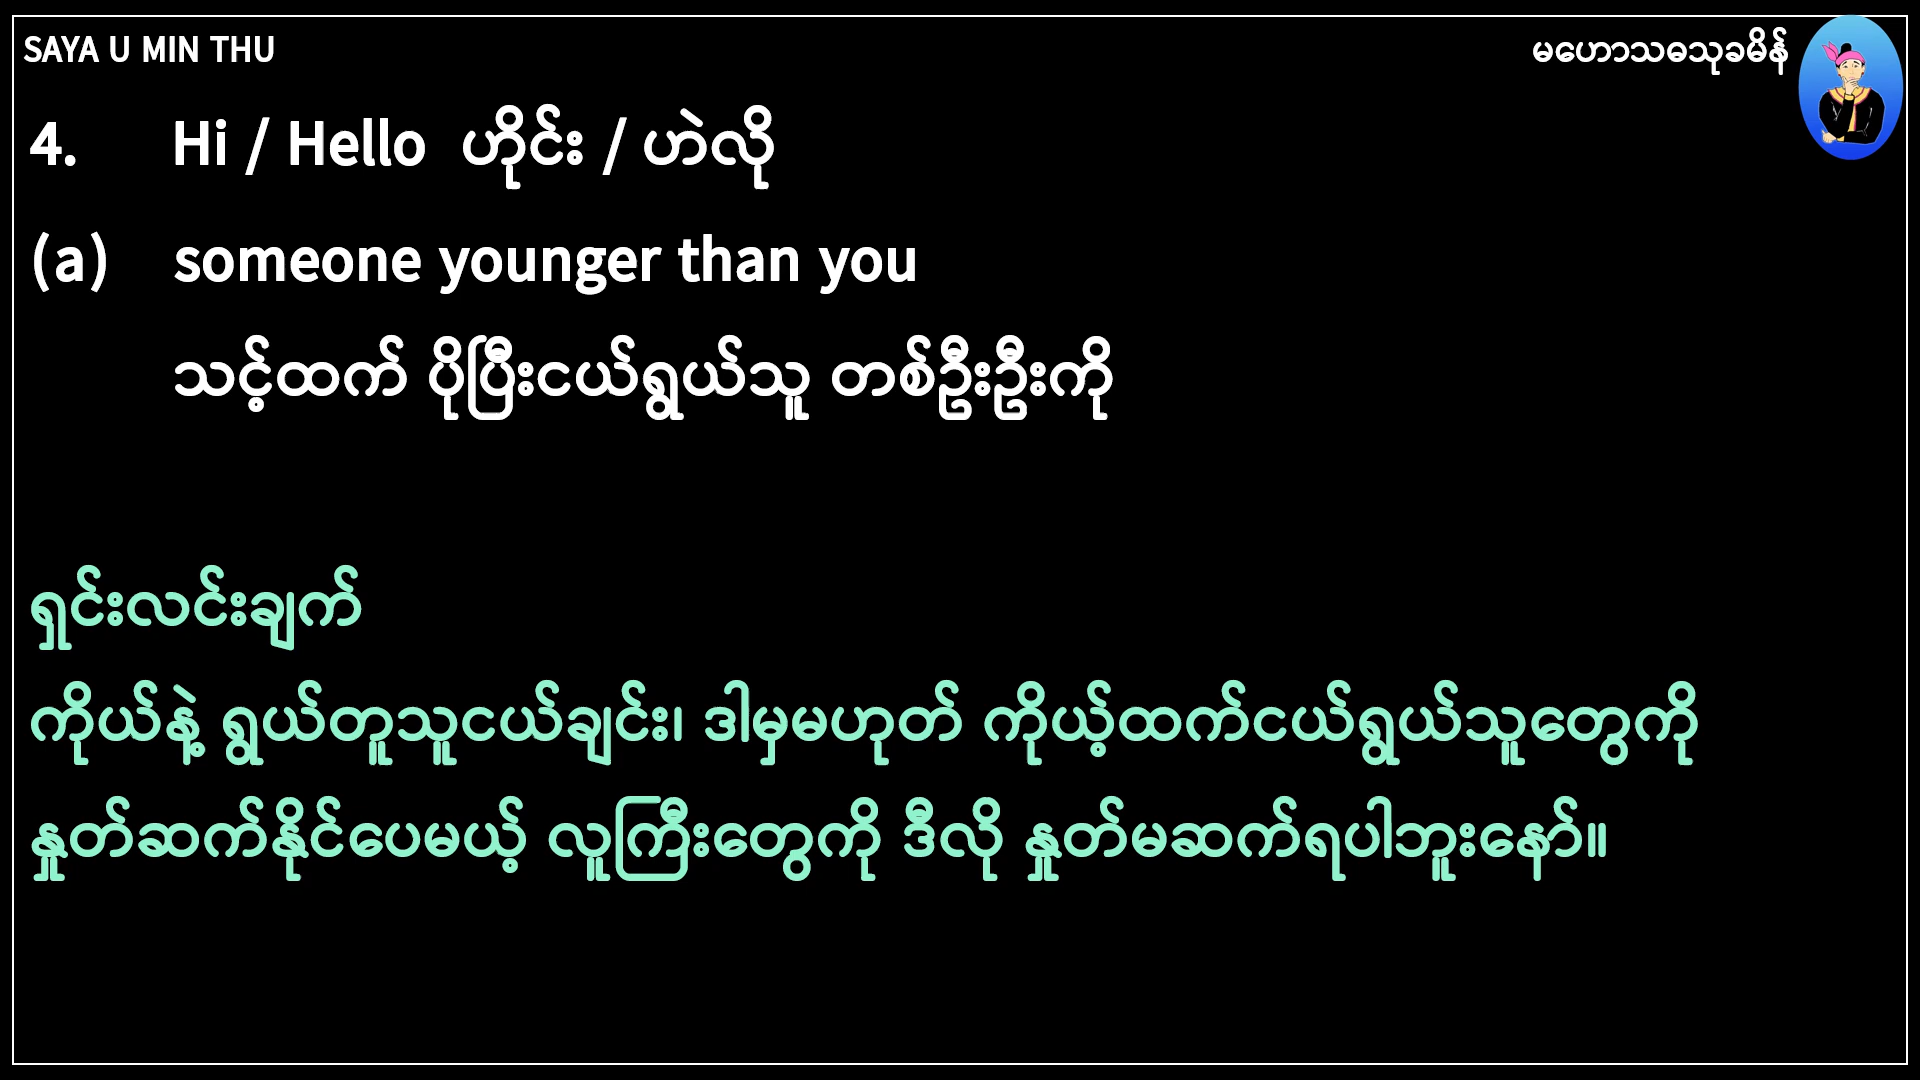 SAYA U MIN THU
မဟောသဓသုခမိန်
4. Hi / Hello ဟိုင်း / ဟဲလို
(a) someone younger than you
သင့်ထက် ပိုပြီးငယ်ရွယ်သူ တစ်ဦးဦးကို
ရှင်းလင်းချက်
ကိုယ်နဲ့ ရွယ်တူသူငယ်ချင်း၊ ဒါမှမဟုတ် ကိုယ့်ထက်ငယ်ရွယ်သူတွေကို
နှုတ်ဆက်နိုင်ပေမယ့် လူကြီးတွေကို ဒီလို နှုတ်မဆက်ရပါဘူးနော်။